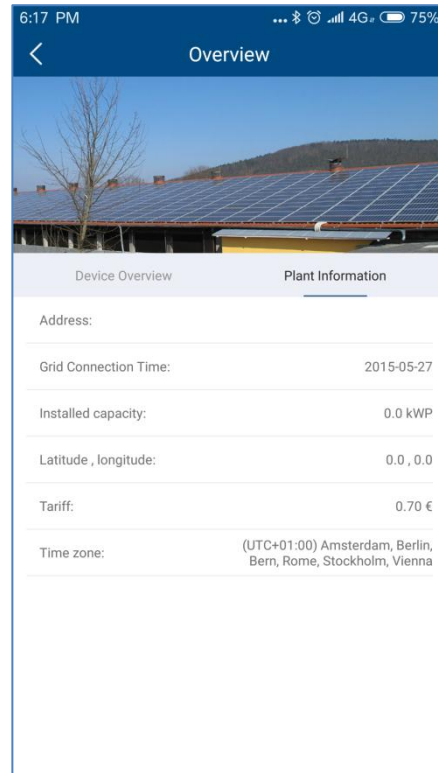 6:17 PM
... 4G 75%
Overview
Device Overview
Plant Information
Address:
Grid Connection Time: 2015-05-27
Installed capacity: 0.0 kWP
Latitude , longitude: 0.0 , 0.0
Tariff: 0.70 €
Time zone: (UTC+01:00) Amsterdam, Berlin,
Bern, Rome, Stockholm, Vienna